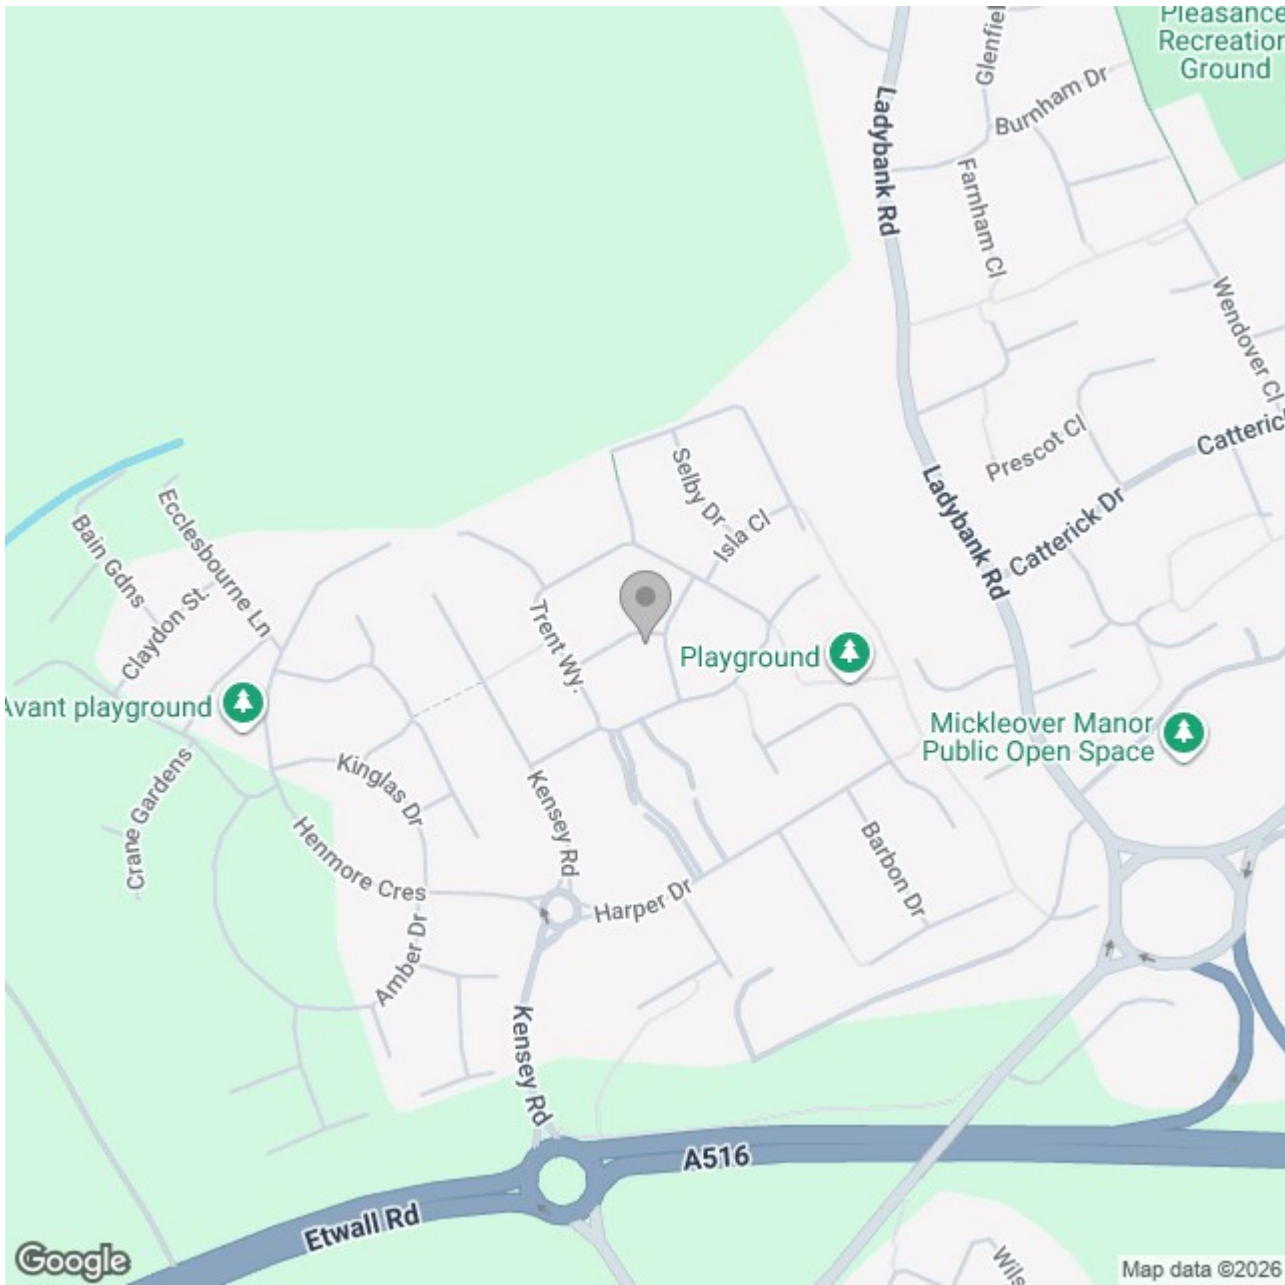 Pleasance
Recreation
Ground
Glenfiel
Burnham Dr
Ladybank Rd
Farnham Cl
Wendover Cl
Prescot Cl
Catterick
Catterick Dr
Ladybank Rd
Selby Dr
Isla Cl
Ecclesbourne Ln
Bain Gdns
Claydon St.
Trent Wy.
Playground
Avant playground
Mickleover Manor
Public Open Space
Crane Gardens
Kinglas Dr
Kensey Rd
Henmore Cres
Barbon Dr
Harper Dr
Amber Dr
Kensey Rd
A516
Etwall Rd
Wils
Google
Map data ©2026